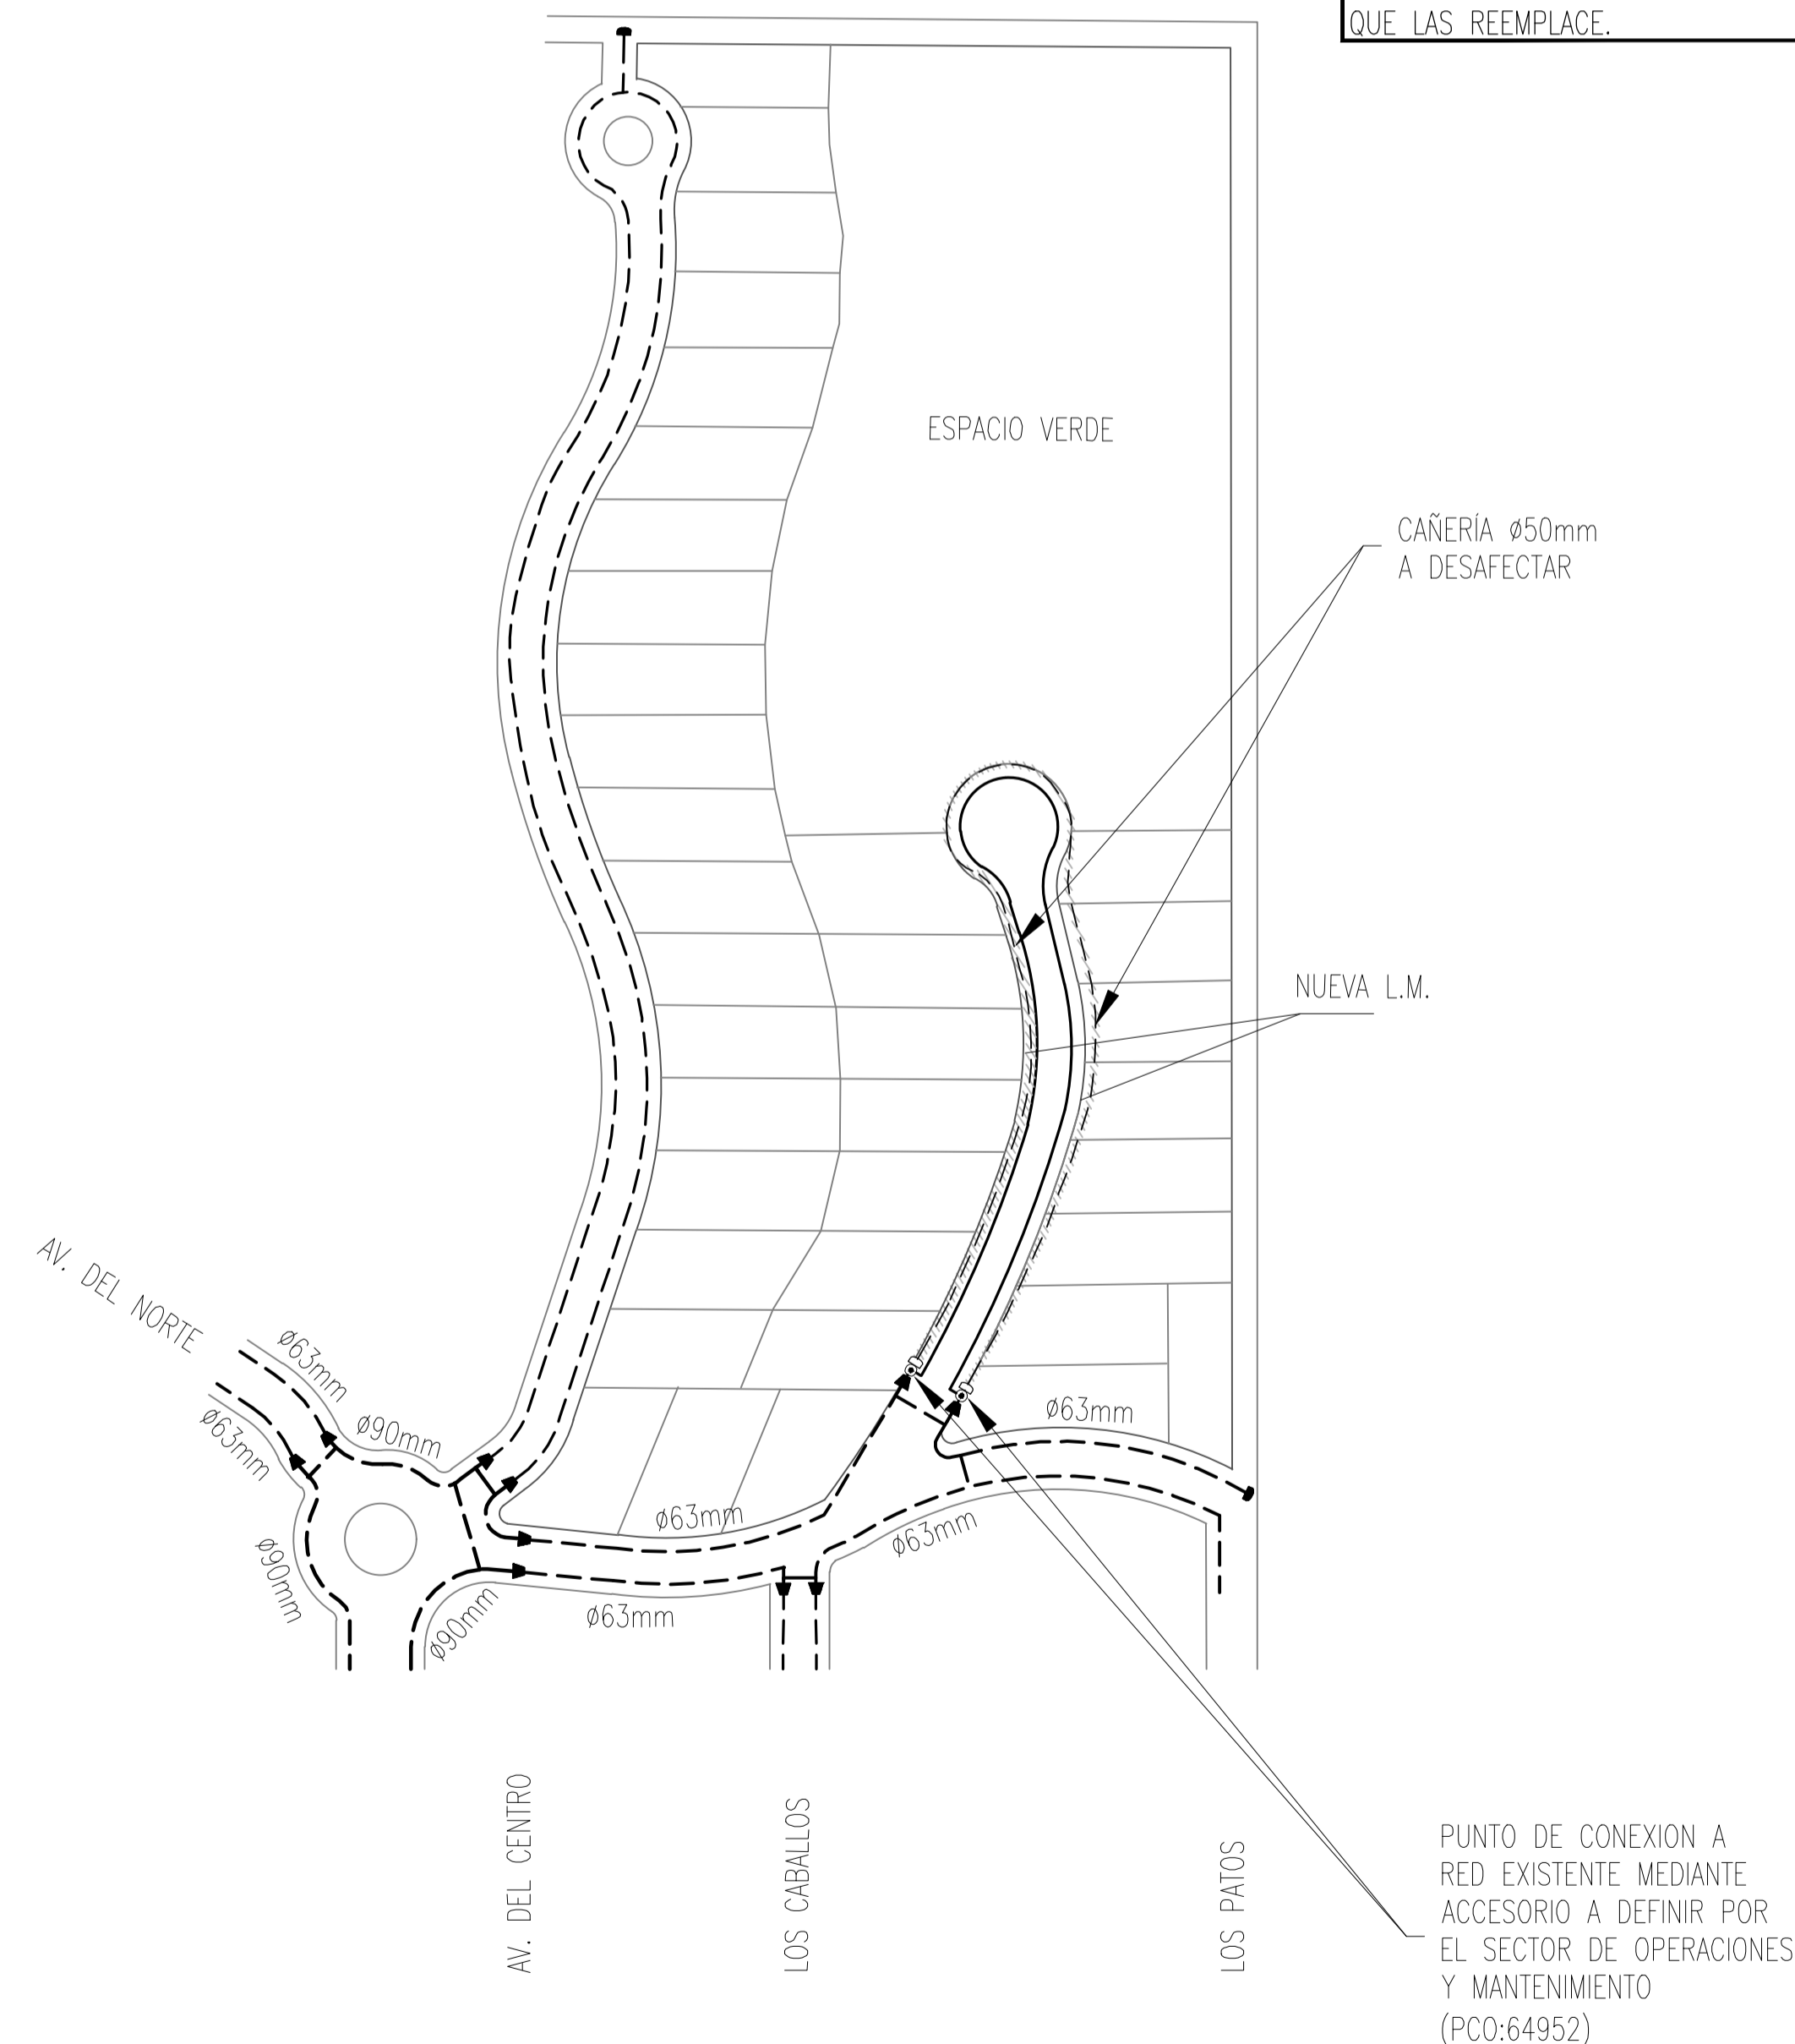 QUE LAS REEMPLACE.
ESPACIO VERDE
CAÑERÍA ø50mm
A DESAFECTAR
NUEVA L.M.
AV. DEL NORTE
ø63mm
ø63mm
ø90mm
ø63mm
ø63mm
ø63mm
ø90mm
ø90mm
ø63mm
AV. DEL CENTRO
LOS CABALLOS
LOS PATOS
PUNTO DE CONEXION A
RED EXISTENTE MEDIANTE
ACCESORIO A DEFINIR POR
EL SECTOR DE OPERACIONES
Y MANTENIMIENTO
(PCO:64952)